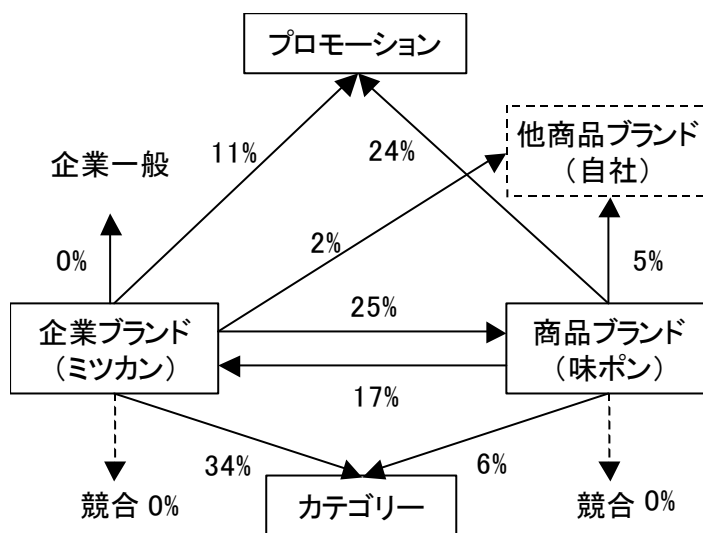 プロモーション
他商品ブランド
(自社)
企業一般
11%
24%
0%
2%
5%
企業ブランド
(ミツカン)
25%
商品ブランド
(味ポン)
17%
34%
6%
競合 0%
カテゴリー
競合 0%